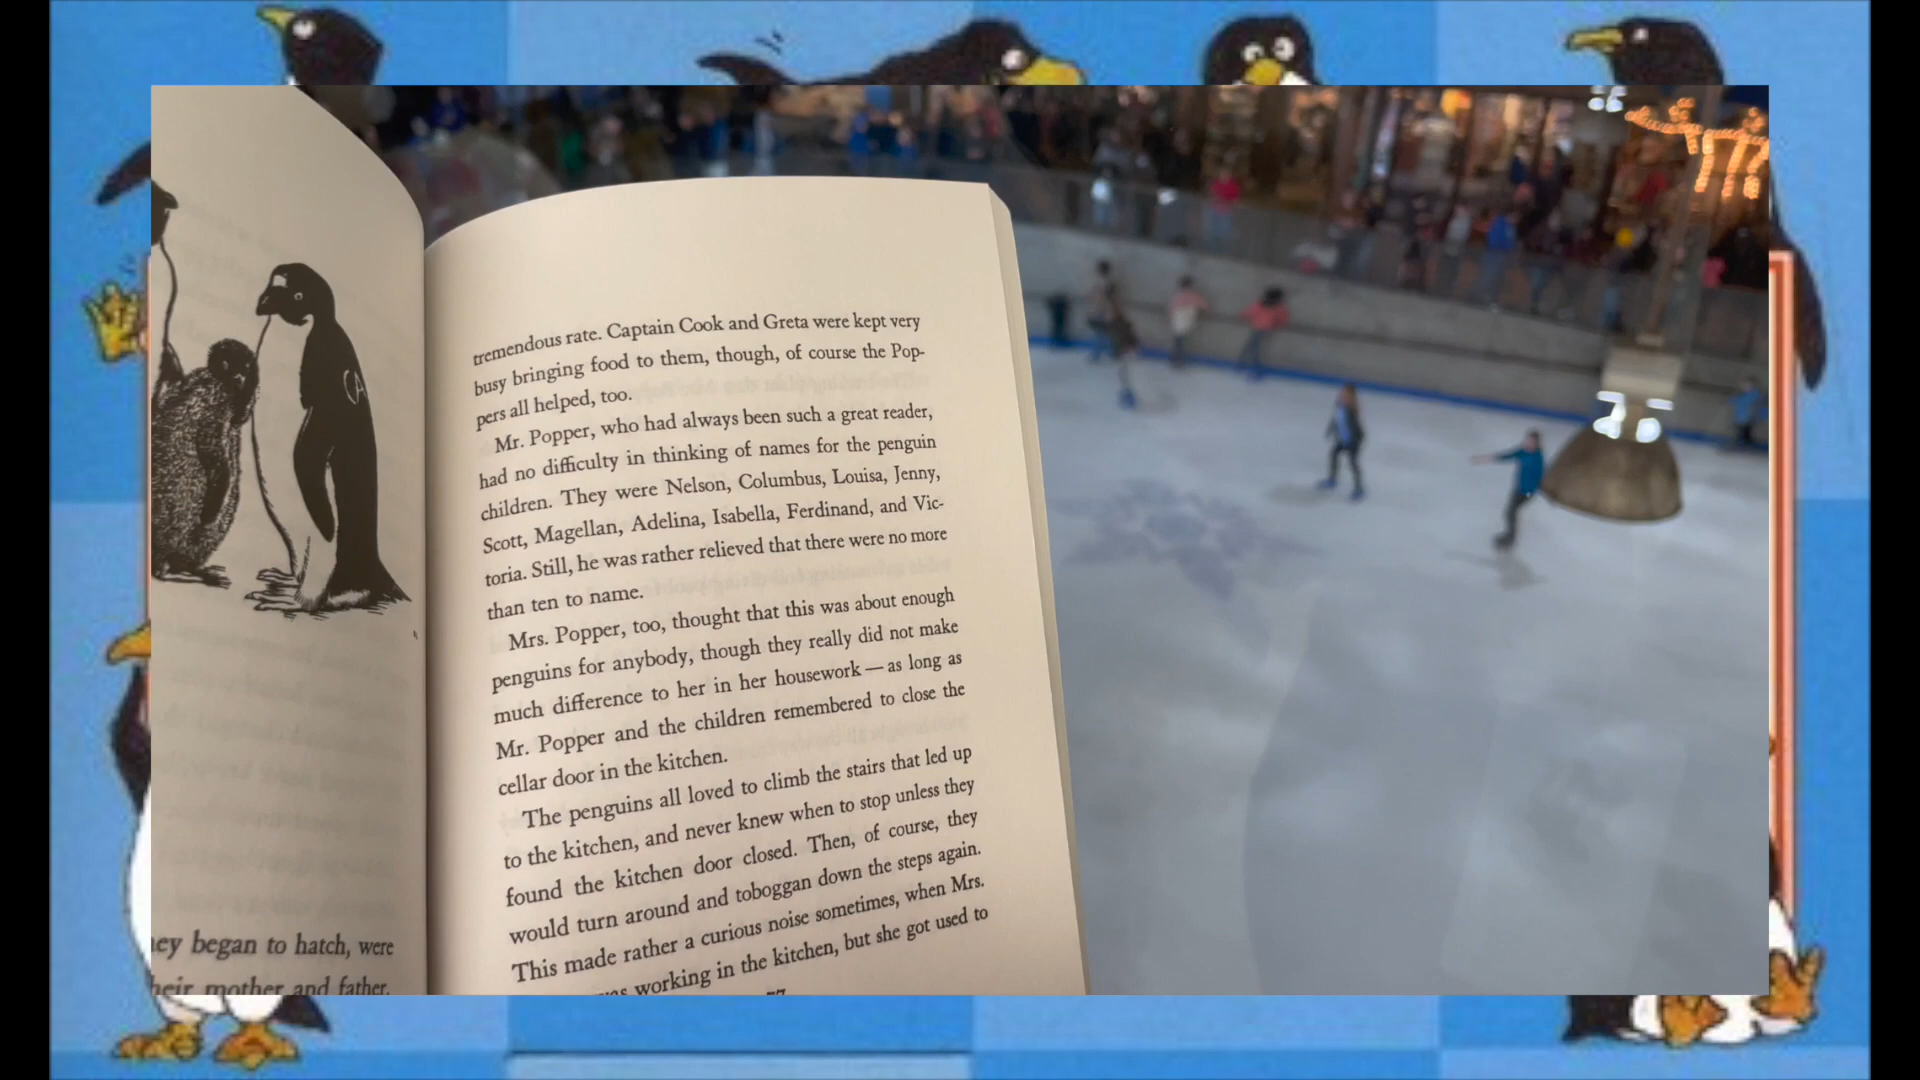 ey began to hatch, were
heir mother and father.
tremendous rate. Captain Cook and Greta were kept very
busy bringing food to them, though, of course the Pop-
pers all helped, too.
Mr. Popper, who had always been such a great reader,
had no difficulty in thinking of names for the penguin
children. They were Nelson, Columbus, Louisa, Jenny,
Scott, Magellan, Adelina, Isabella, Ferdinand, and Vic-
toria. Still, he was rather relieved that there were no more
than ten to name.
Mrs. Popper, too, thought that this was about enough
penguins for anybody, though they really did not make
much difference to her in her housework — as long as
Mr. Popper and the children remembered to close the
cellar door in the kitchen.
The penguins all loved to climb the stairs that led up
to the kitchen, and never knew when to stop unless they
found the kitchen door closed. Then, of course, they
would turn around and toboggan down the steps again.
This made rather a curious noise sometimes, when Mrs.
working in the kitchen, but she got used to